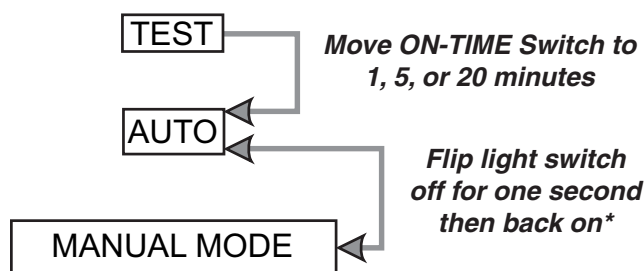 TEST
Move ON-TIME Switch to
1, 5, or 20 minutes
AUTO
Flip light switch
off for one second
then back on*
MANUAL MODE